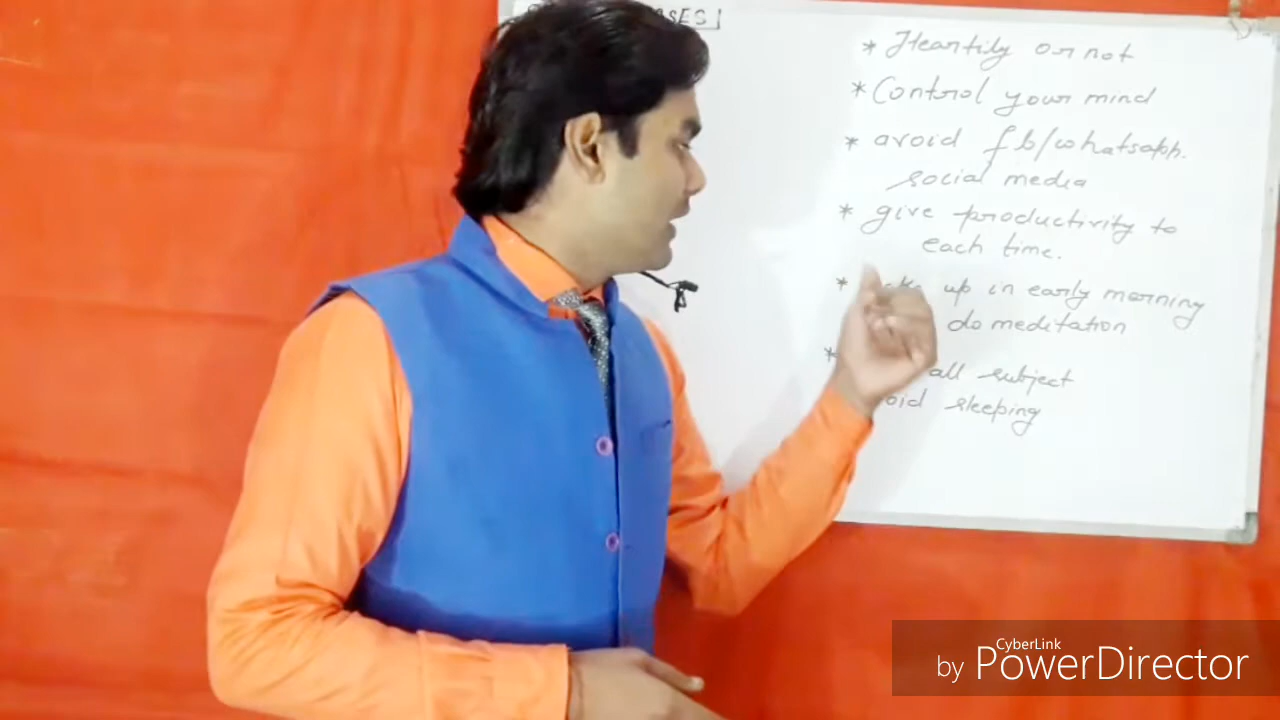 * Heartily or not
* Control your mind
* avoid fb/whatsapp.
social media
* give productivity to
each time.
* up in early morning
do meditation
* all subject
sleeping
by CyberLink PowerDirector